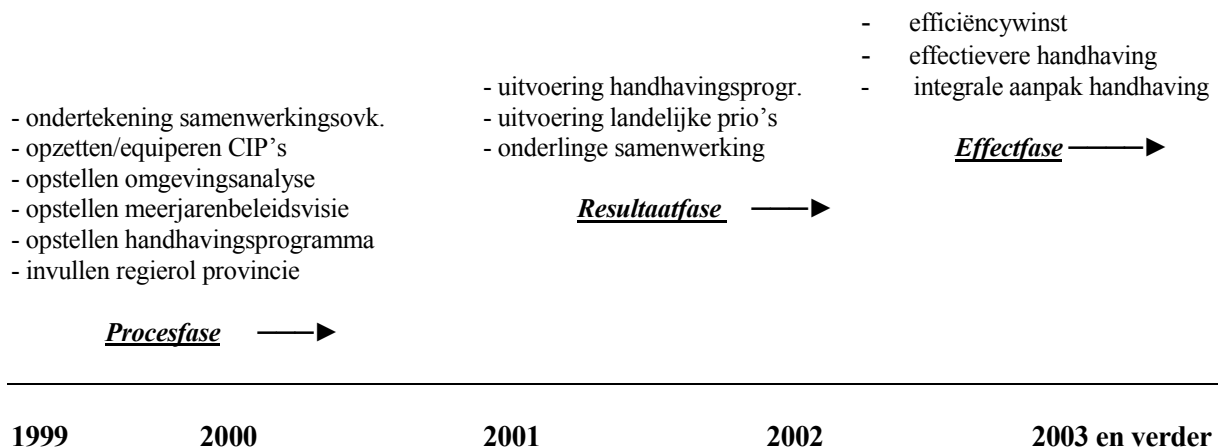 - ondertekening samenwerkingsovk.
- opzetten/equiperen CIP’s
- opstellen omgevingsanalyse
- opstellen meerjarenbeleidsvisie
- opstellen handhavingsprogramma
- invullen regierol provincie
Procesfase
- uitvoering handhavingsprogr.
- uitvoering landelijke prio’s
- onderlinge samenwerking
Resultaatfase
- efficiëncywinst
- effectievere handhaving
- integrale aanpak handhaving
Effectfase
1999 2000 2001 2002 2003 en verder